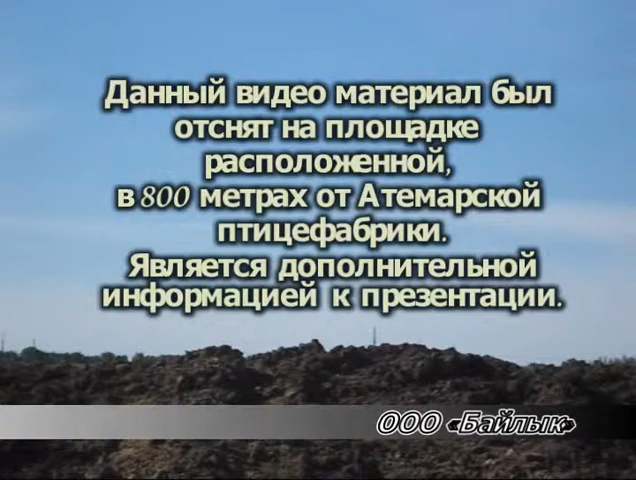 Данный видео материал был
отснят на площадке
расположенной,
в 800 метрах от Атемарской
птицефабрики.
Является дополнительной
информацией к презентации.
ООО «Байлык»